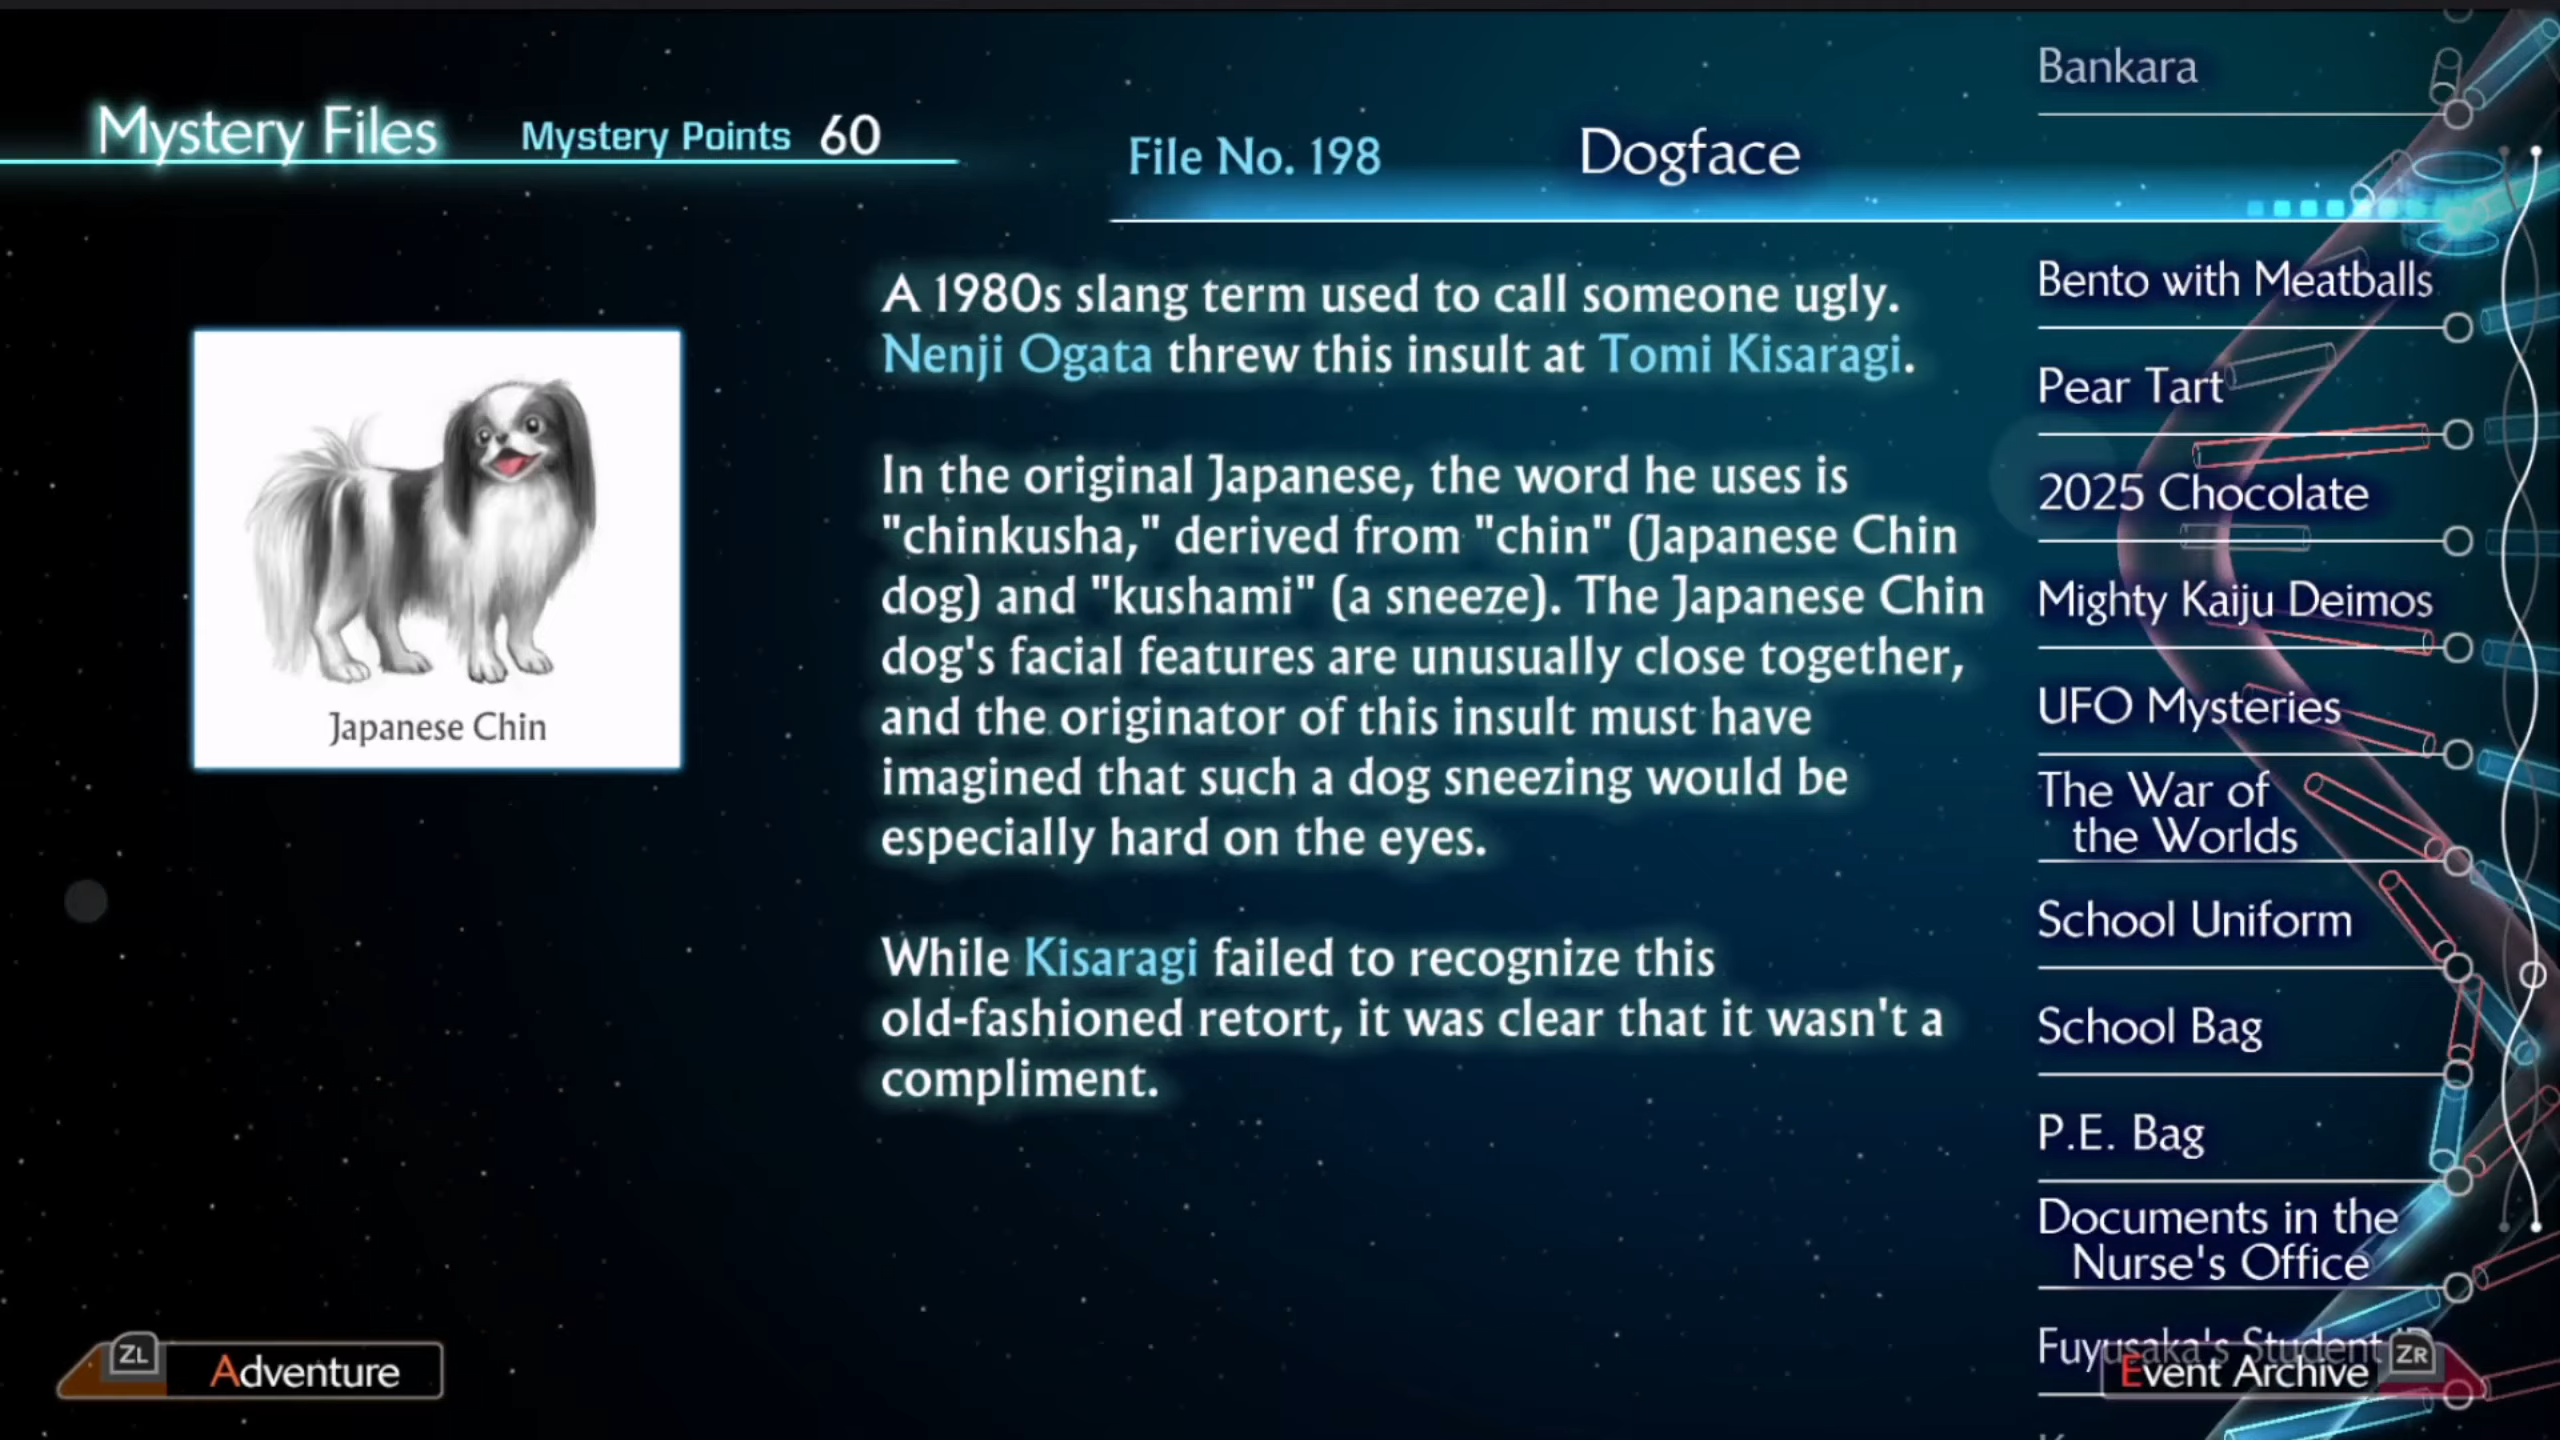 Mystery Files
Mystery Points 60
File No. 198
Dogface
Japanese Chin
A 1980s slang term used to call someone ugly.
Nenji Ogata threw this insult at Tomi Kisaragi.
In the original Japanese, the word he uses is
"chinkusha," derived from "chin" (Japanese Chin
dog) and "kushami" (a sneeze). The Japanese Chin
dog's facial features are unusually close together,
and the originator of this insult must have
imagined that such a dog sneezing would be
especially hard on the eyes.
While Kisaragi failed to recognize this
old-fashioned retort, it was clear that it wasn't a
compliment.
Bankara
Bento with Meatballs
Pear Tart
2025 Chocolate
Mighty Kaiju Deimos
UFO Mysteries
The War of
the Worlds
School Uniform
School Bag
P.E. Bag
Documents in the
Nurse's Office
Fuyusaka's Student
ZL
Adventure
Event Archive
ZR